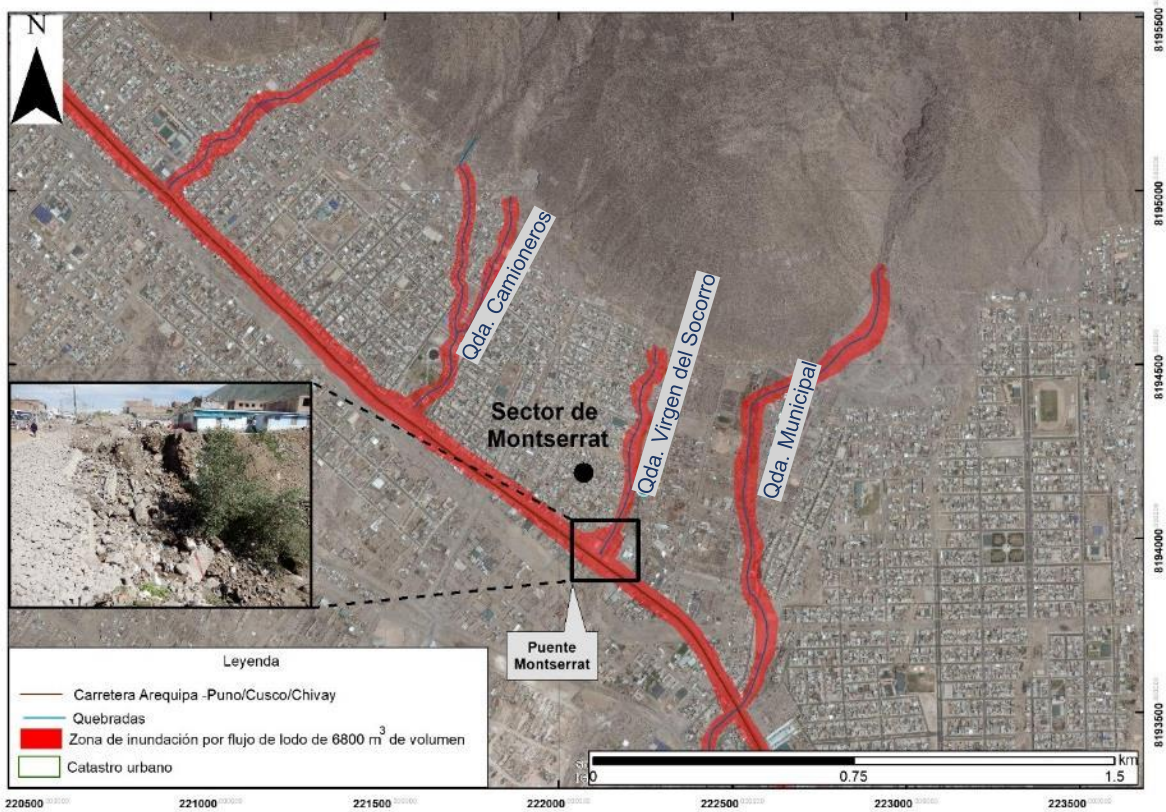 N
8195500
8195000
8194500
8194000
8193500
Qda. Camioneros
Qda. Virgen del Socorro
Qda. Municipal
Sector de
Montserrat
Puente
Montserrat
Leyenda
Carretera Arequipa -Puno/Cusco/Chivay
Quebradas
Zona de inundación por flujo de lodo de 6800 m³ de volumen
Catastro urbano
km
0 0.75 1.5
220500 221000 221500 222000 222500 223000 223500